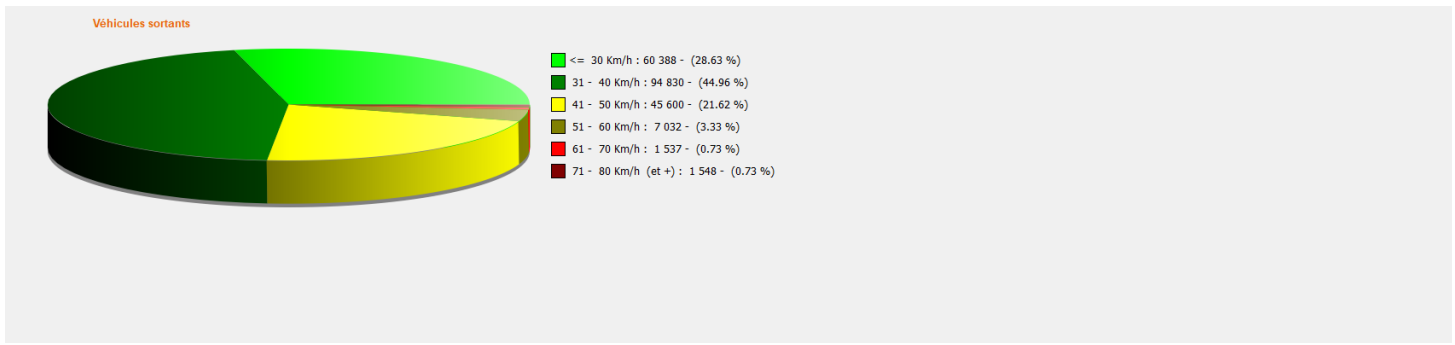 Véhicules sortants
<= 30 Km/h : 60 388 - (28.63 %)
31 - 40 Km/h : 94 830 - (44.96 %)
41 - 50 Km/h : 45 600 - (21.62 %)
51 - 60 Km/h : 7 032 - (3.33 %)
61 - 70 Km/h : 1 537 - (0.73 %)
71 - 80 Km/h (et +) : 1 548 - (0.73 %)